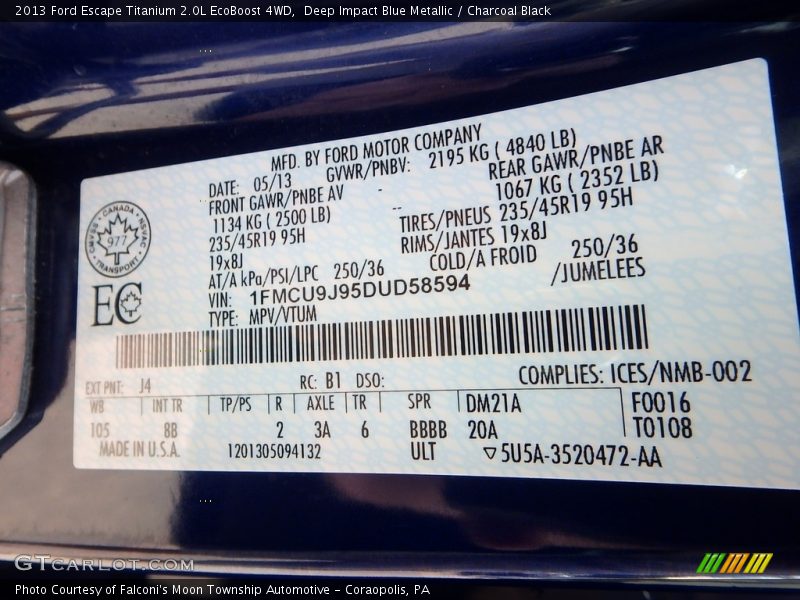 2013 Ford Escape Titanium 2.0L EcoBoost 4WD,  Deep Impact Blue Metallic / Charcoal Black
MFD. BY FORD MOTOR COMPANY
DATE: 05/13 GVWR/PNBV: 2195 KG ( 4840 LB)
FRONT GAWR/PNBE AV - -- REAR GAWR/PNBE AR
1134 KG ( 2500 LB) 1067 KG ( 2352 LB)
235/45R19 95H TIRES/PNEUS 235/45R19 95H
19x8J RIMS/JANTES 19x8J
AT/A kPa/PSI/LPC 250/36 COLD/A FROID 250/36
VIN: 1FMCU9J95DUD58594 /JUMELEES
TYPE: MPV/VTUM
CANADA • NSVAC • TRANSPORT • CMVSS •
977
EC
EXT PNT: J4 RC: B1 DSO: COMPLIES: ICES/NMB-002
WB INT TR TP/PS R AXLE TR SPR DM21A F0016
105 8B 2 3A 6 BBBB 20A T0108
MADE IN U.S.A. 1201305094132 ULT ▽5U5A-3520472-AA
GTCARLOT.COM
Photo Courtesy of Falconi's Moon Township Automotive - Coraopolis, PA